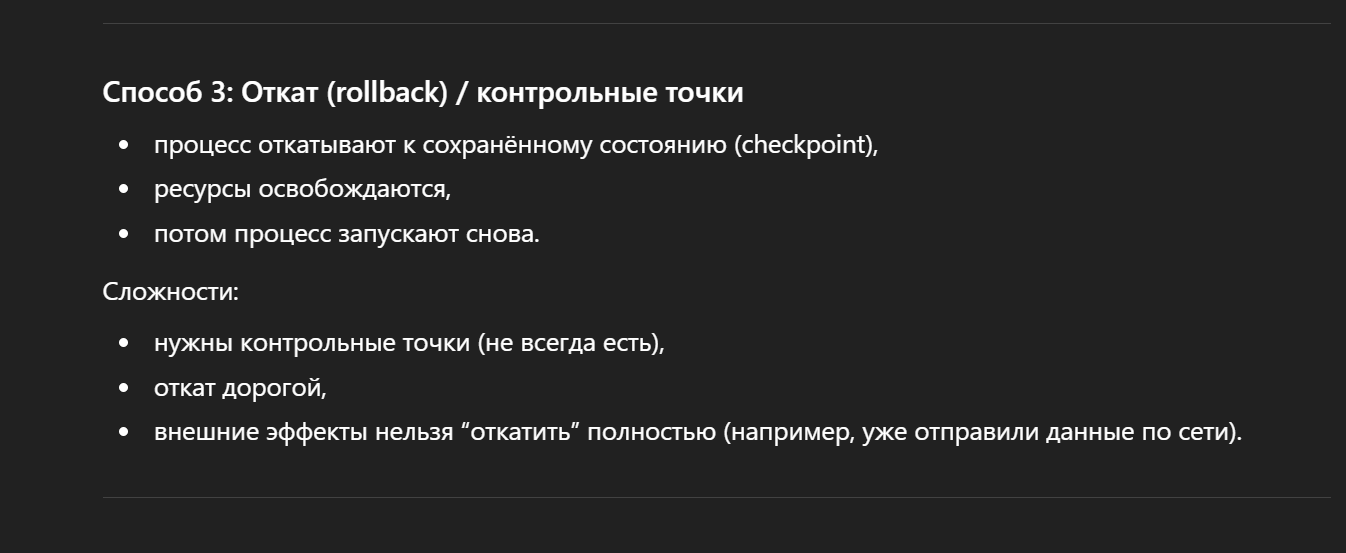 Способ 3: Откат (rollback) / контрольные точки
• процесс откатывают к сохранённому состоянию (checkpoint),
• ресурсы освобождаются,
• потом процесс запускают снова.
Сложности:
• нужны контрольные точки (не всегда есть),
• откат дорогой,
• внешние эффекты нельзя “откатить” полностью (например, уже отправили данные по сети).